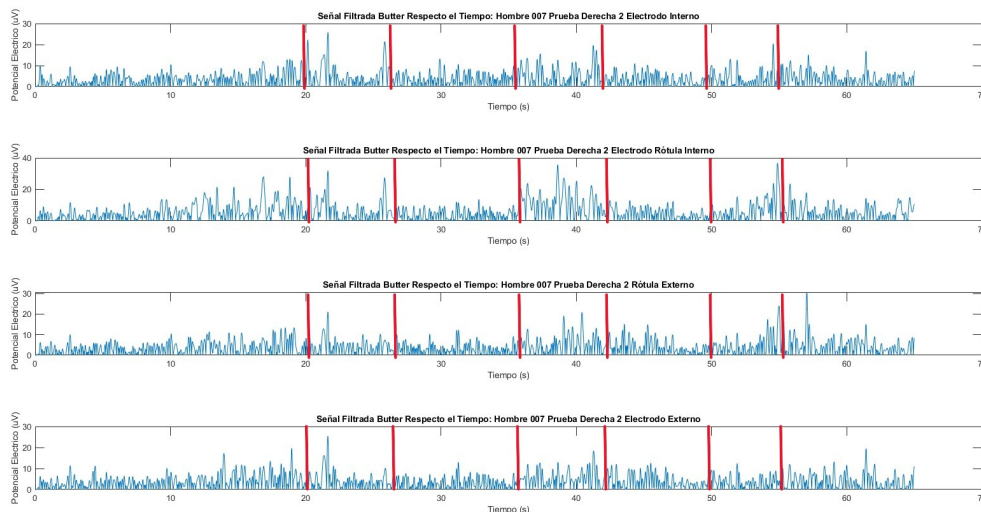 Señal Filtrada Butter Respecto el Tiempo: Hombre 007 Prueba Derecha 2 Electrodo Interno
Potencial Electrico (uV)
30
20
10
0
0 10 20 30 40 50 60 7
Tiempo (s)
Señal Filtrada Butter Respecto el Tiempo: Hombre 007 Prueba Derecha 2 Electrodo Rótula Interno
Potencial Electrico (uV)
40
20
0
0 10 20 30 40 50 60 7
Tiempo (s)
Señal Filtrada Butter Respecto el Tiempo: Hombre 007 Prueba Derecha 2 Rótula Externo
Potencial Electrico (uV)
30
20
10
0
0 10 20 30 40 50 60 7
Tiempo (s)
Señal Filtrada Butter Respecto el Tiempo: Hombre 007 Prueba Derecha 2 Electrodo Externo
Potencial Electrico (uV)
30
20
10
0
0 10 20 30 40 50 60 7
Tiempo (s)